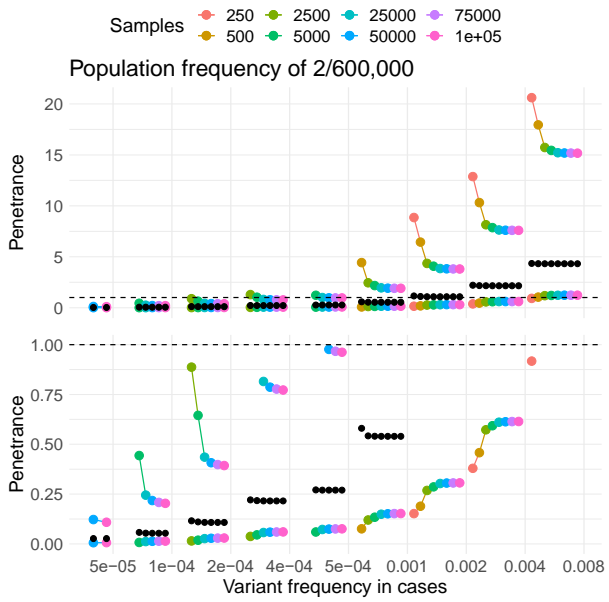 Samples 250 2500 25000 75000
500 5000 50000 1e+05
Population frequency of 2/600,000
Penetrance
20
15
10
5
0
Penetrance
1.00
0.75
0.50
0.25
0.00
5e-05 1e-04 2e-04 4e-04 5e-04 0.001 0.002 0.004 0.008
Variant frequency in cases